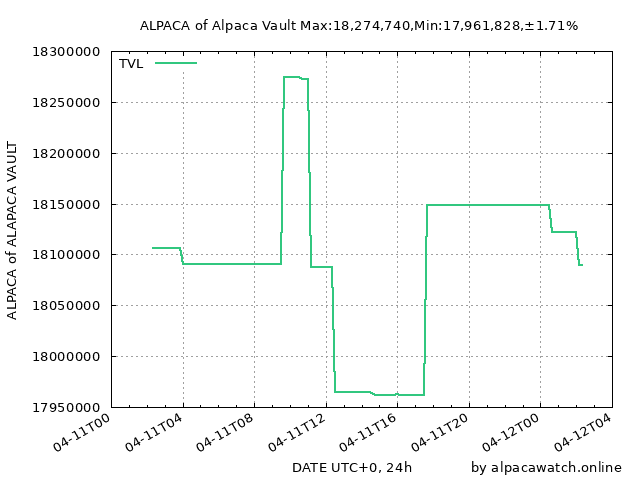 ALPACA of Alpaca Vault Max:18,274,740,Min:17,961,828,±1.71%
TVL
18300000
18250000
18200000
18150000
18100000
18050000
18000000
17950000
ALPACA of ALAPACA VAULT
04-11T00
04-11T04
04-11T08
04-11T12
04-11T16
04-11T20
04-12T00
04-12T04
DATE UTC+0, 24h
by alpacawatch.online